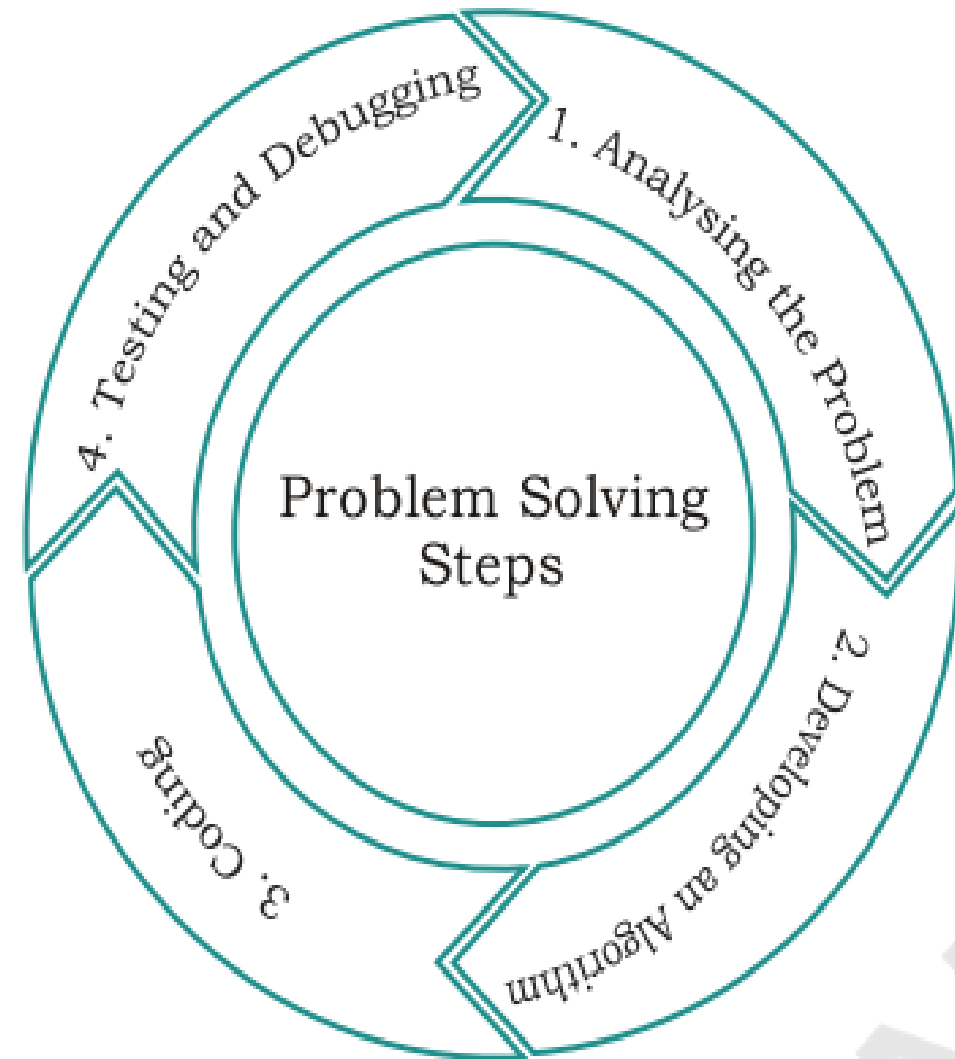 Problem Solving
Steps
1. Analysing the Problem
2. Developing an Algorithm
3. Coding
4. Testing and Debugging